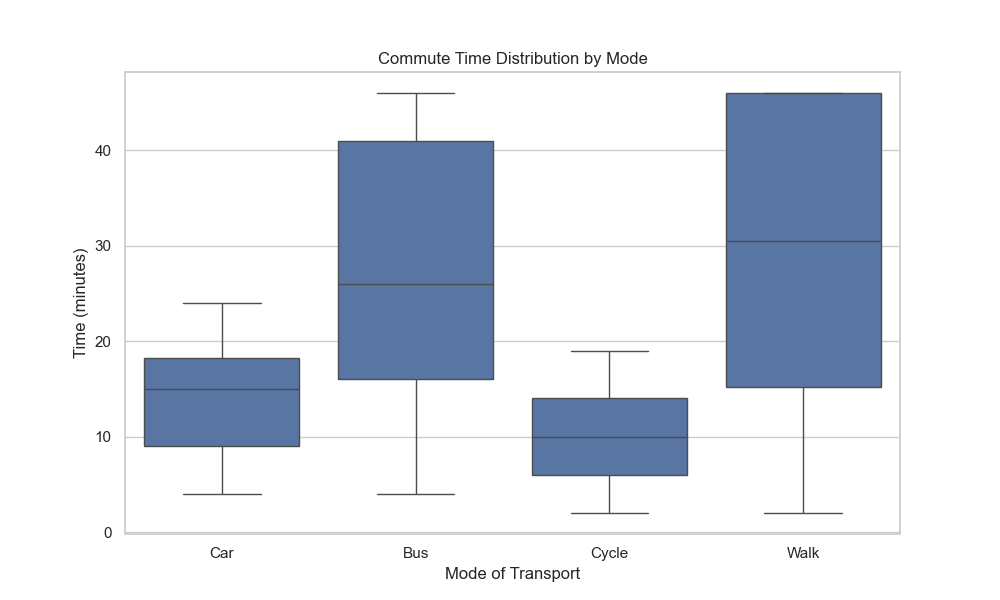 Commute Time Distribution by Mode
Time (minutes)
40
30
20
10
0
Car Bus Cycle Walk
Mode of Transport